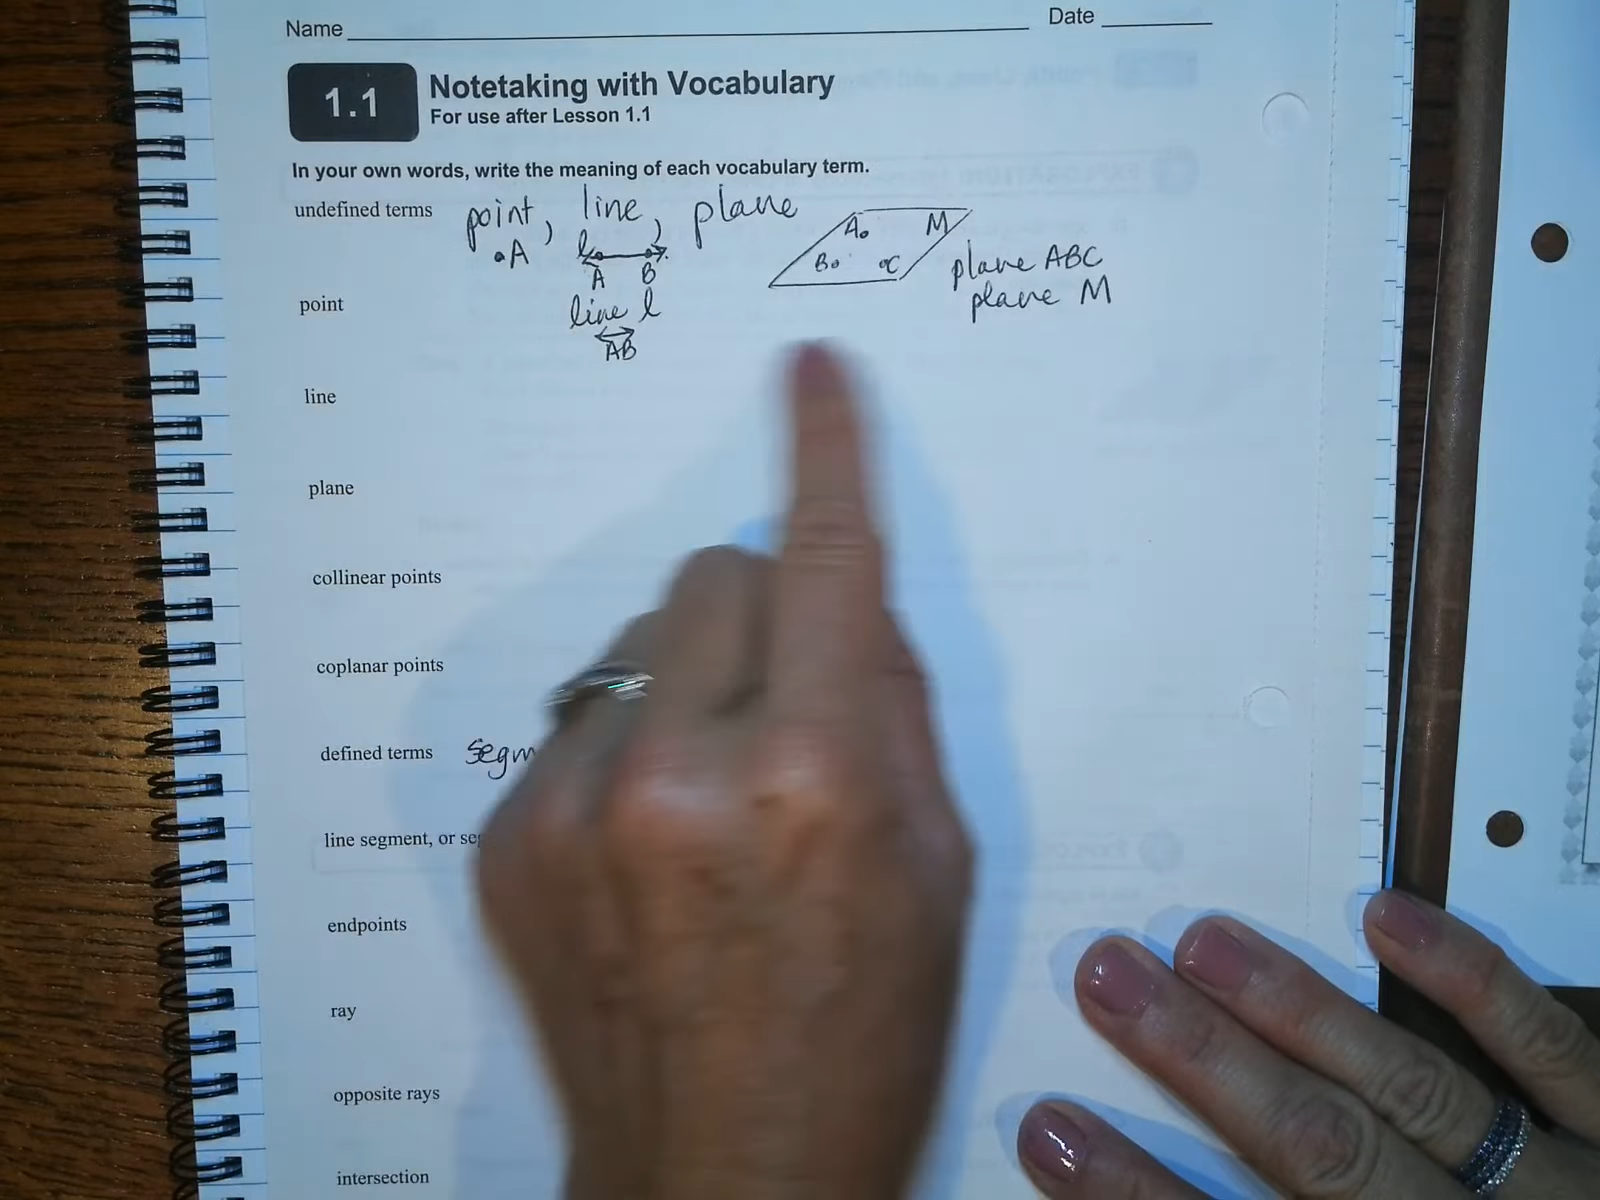 Name Date
1.1 Notetaking with Vocabulary
For use after Lesson 1.1
In your own words, write the meaning of each vocabulary term.
undefined terms point, line, plane
A l A B A M B C plane ABC
point line l plane M
AB
line
plane
collinear points
coplanar points
defined terms
line segment, or
endpoints
ray
opposite rays
intersection